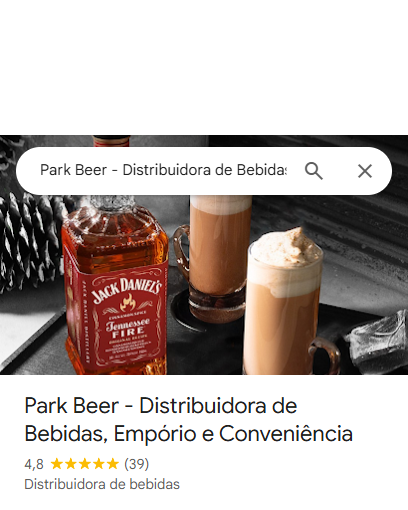 Park Beer - Distribuidora de Bebidas
JACK DANIEL'S
Tennessee
FIRE
Park Beer - Distribuidora de
Bebidas, Empório e Conveniência
4,8 ★★★★★ (39)
Distribuidora de bebidas